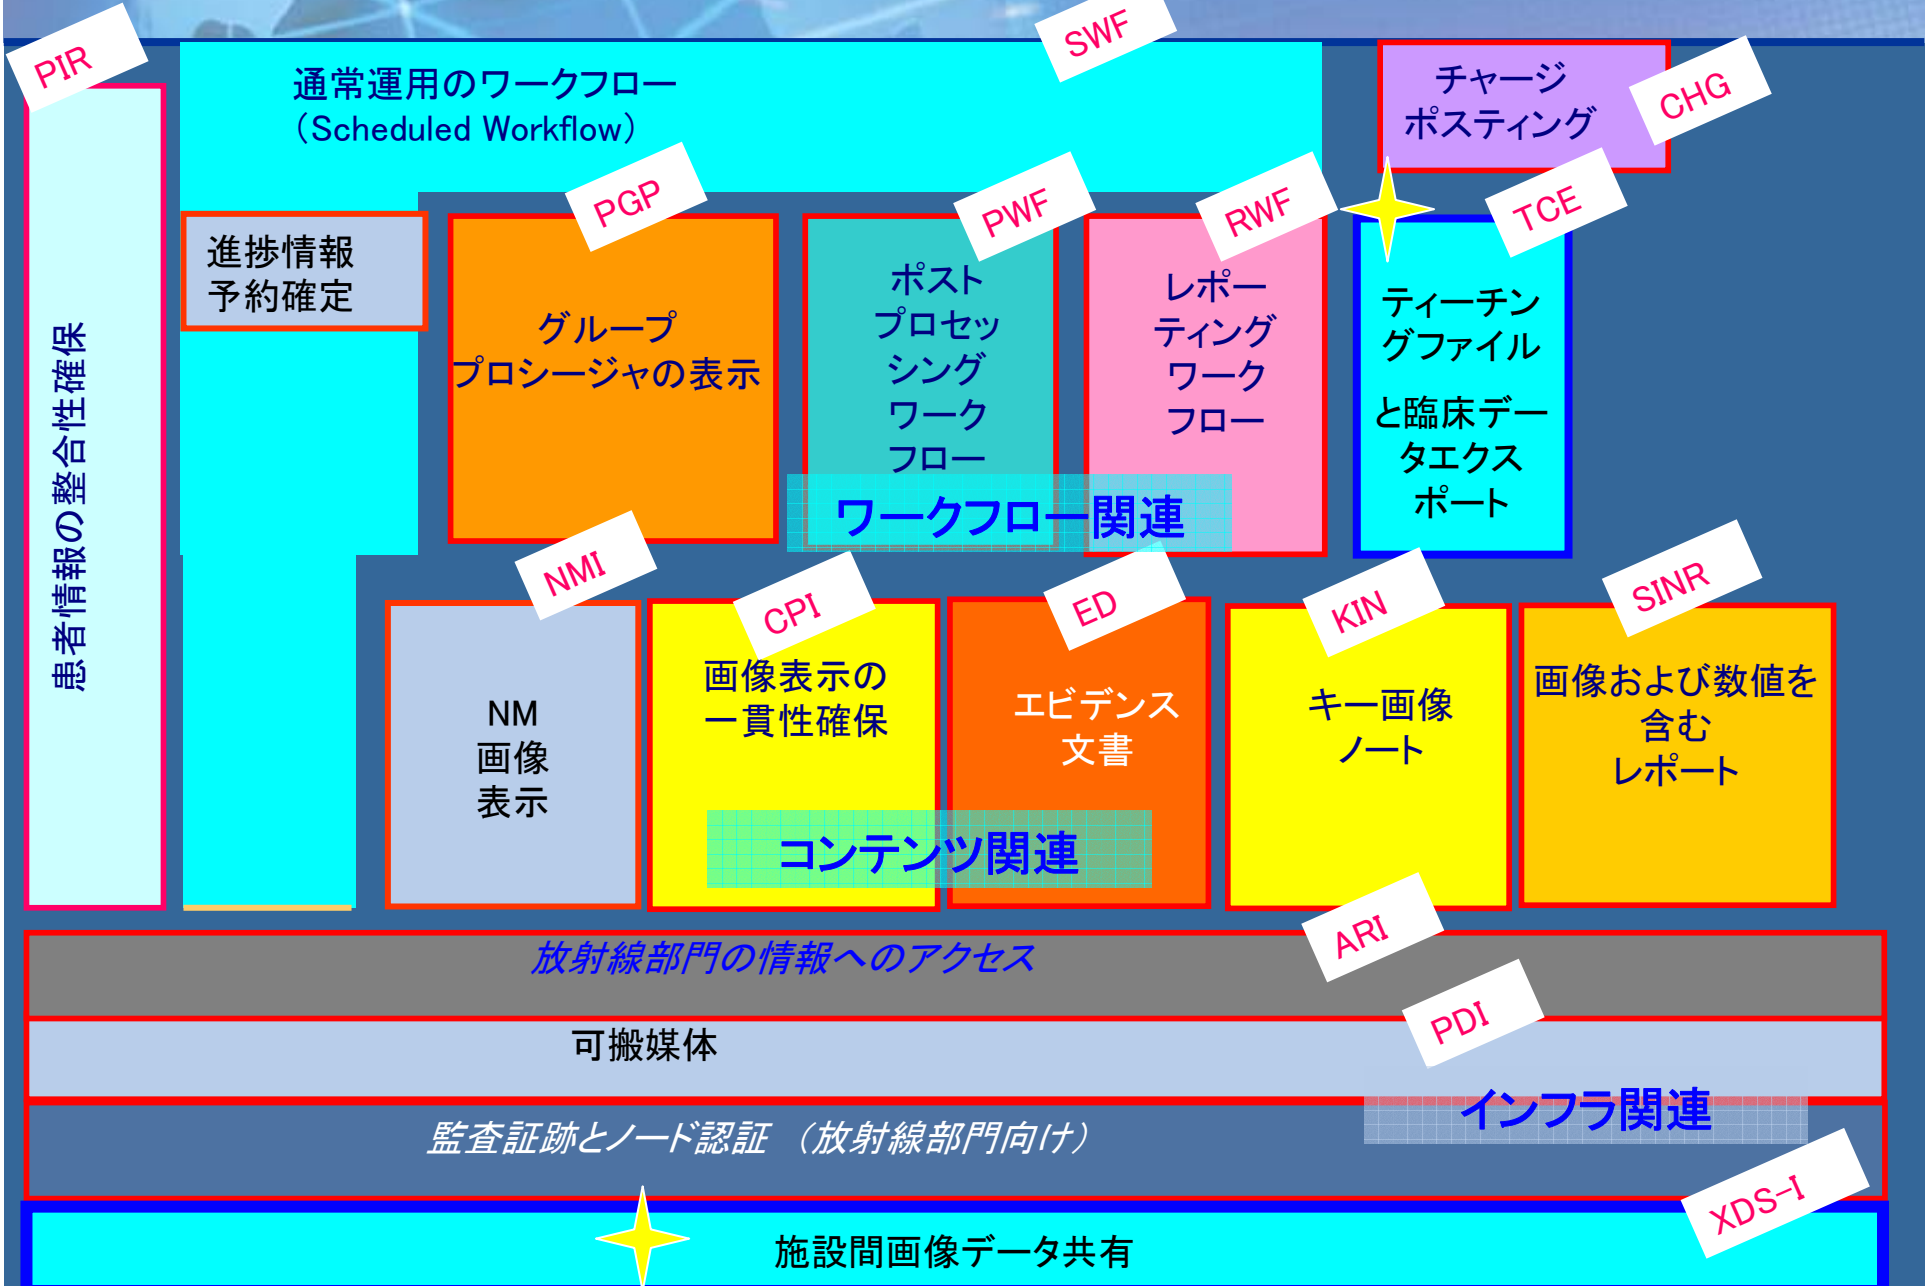 PIR
SWF
通常運用のワークフロー
（Scheduled Workflow）
チャージ
ポスティング
CHG
患者情報の整合性確保
進捗情報
予約確定
PGP
グループ
プロシージャの表示
PWF
ポスト
プロセッ
シング
ワーク
フロー
RWF
レポー
ティング
ワーク
フロー
TCE
ティーチン
グファイル
と臨床デー
タエクス
ポート
ワークフロー関連
NMI
NM
画像
表示
CPI
画像表示の
一貫性確保
ED
エビデンス
文書
KIN
キー画像
ノート
SINR
画像および数値を
含む
レポート
コンテンツ関連
放射線部門の情報へのアクセス
ARI
可搬媒体
PDI
インフラ関連
監査証跡とノード認証 （放射線部門向け）
XDS-I
施設間画像データ共有